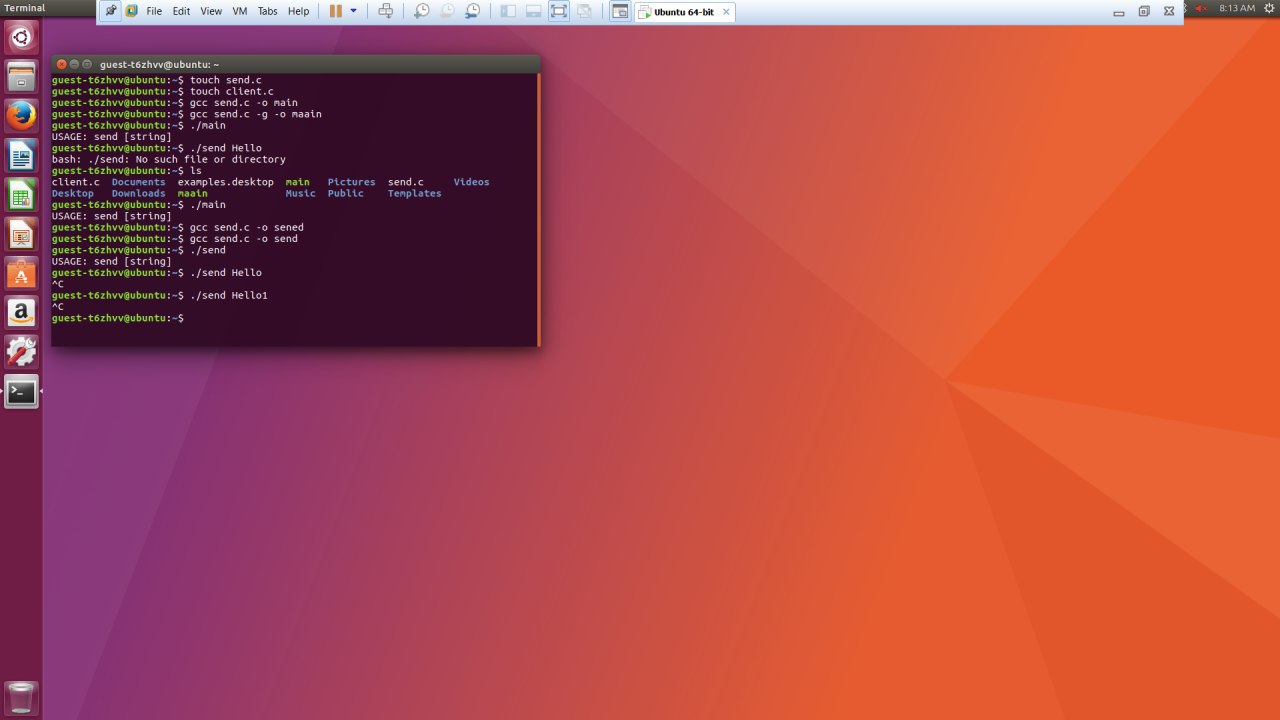 Terminal
File Edit View VM Tabs Help
Ubuntu 64-bit
8:13 AM
guest-t6zhvv@ubuntu: ~
guest-t6zhvv@ubuntu:~$ touch send.c
guest-t6zhvv@ubuntu:~$ touch client.c
guest-t6zhvv@ubuntu:~$ gcc send.c -o main
guest-t6zhvv@ubuntu:~$ gcc send.c -g -o maain
guest-t6zhvv@ubuntu:~$ ./main
USAGE: send [string]
guest-t6zhvv@ubuntu:~$ ./send Hello
bash: ./send: No such file or directory
guest-t6zhvv@ubuntu:~$ ls
client.c Documents examples.desktop main Pictures send.c Videos
Desktop Downloads maain Music Public Templates
guest-t6zhvv@ubuntu:~$ ./main
USAGE: send [string]
guest-t6zhvv@ubuntu:~$ gcc send.c -o sened
guest-t6zhvv@ubuntu:~$ gcc send.c -o send
guest-t6zhvv@ubuntu:~$ ./send
USAGE: send [string]
guest-t6zhvv@ubuntu:~$ ./send Hello
^C
guest-t6zhvv@ubuntu:~$ ./send Hello1
^C
guest-t6zhvv@ubuntu:~$